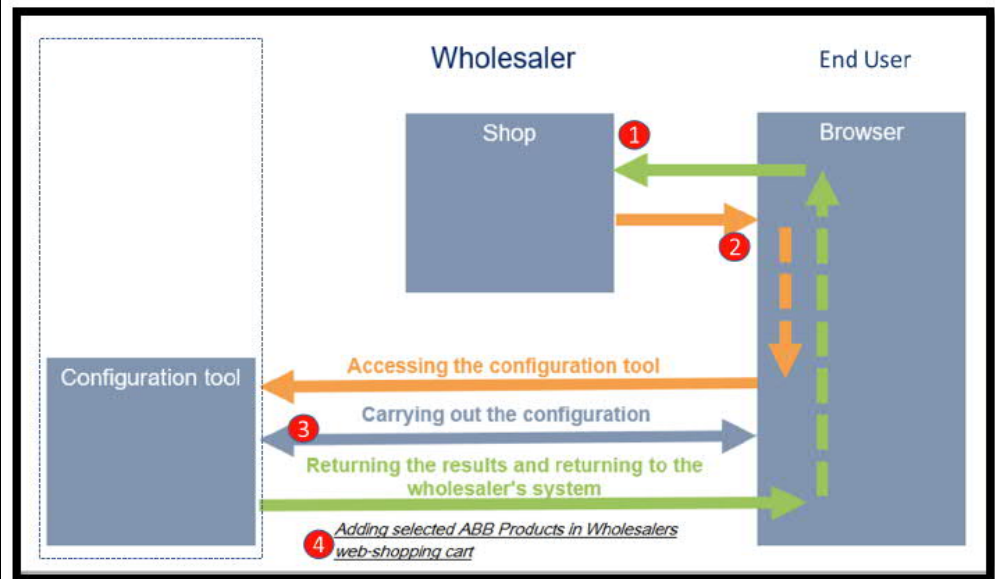 Wholesaler
End User
Shop
1
Browser
2
Configuration tool
Accessing the configuration tool
Carrying out the configuration
3
Returning the results and returning to the
wholesaler's system
4
Adding selected ABB Products in Wholesalers
web-shopping cart